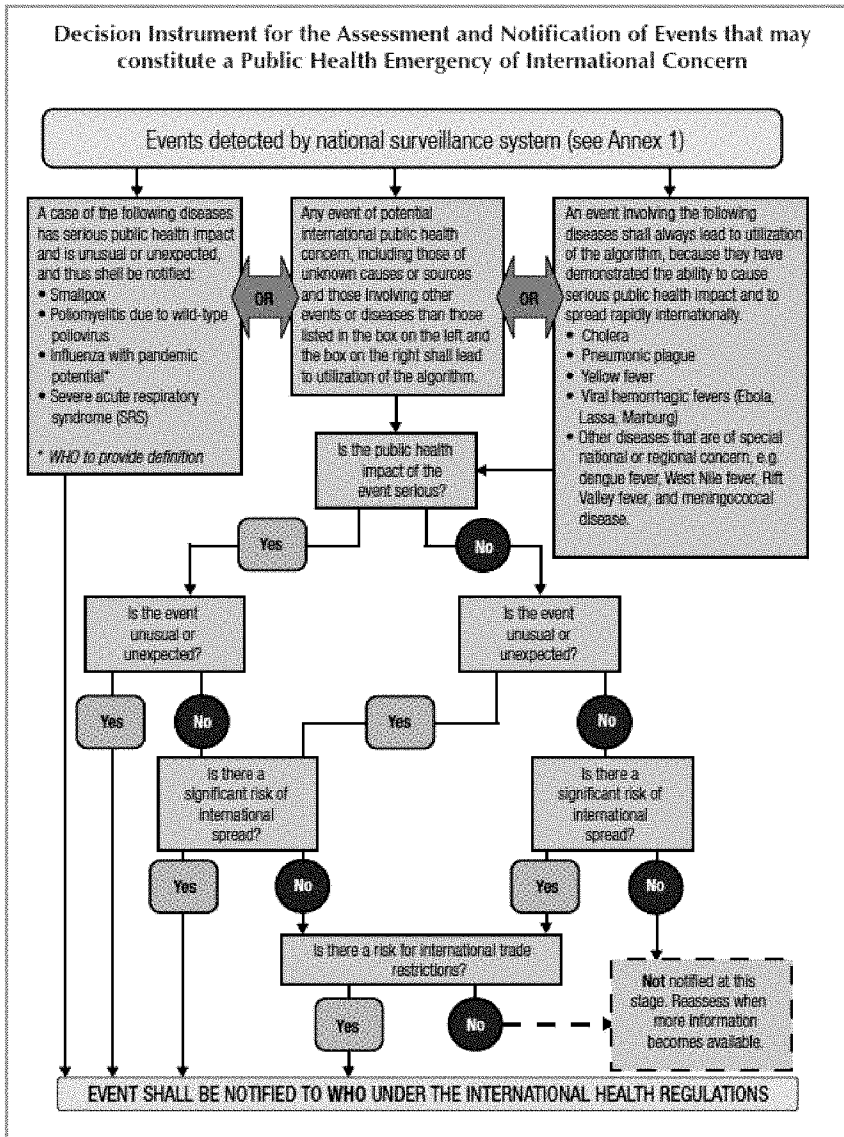 Decision Instrument for the Assessment and Notification of Events that may
constitute a Public Health Emergency of International Concern
Events detected by national surveillance system (see Annex 1)
A case of the following diseases
has serious public health impact
and is unusual or unexpected,
and thus shall be notified:
• Smallpox
• Poliomyelitis due to wild-type
poliovirus
• Influenza with pandemic
potential*
• Severe acute respiratory
syndrome (SRS)
* WHO to provide definition
OR
Any event of potential
international public health
concern, including those of
unknown causes or sources
and those involving other
events or diseases than those
listed in the box on the left and
the box on the right shall lead
to utilization of the algorithm.
OR
An event involving the following
diseases shall always lead to utilization
of the algorithm, because they have
demonstrated the ability to cause
serious public health impact and to
spread rapidly internationally.
• Cholera
• Pneumonic plague
• Yellow fever
• Viral hemorrhagic fevers (Ebola,
Lassa, Marburg)
• Other diseases that are of special
national or regional concern, e.g.
dengue fever, West Nile fever, Rift
Valley fever, and meningococcal
disease.
Is the public health
impact of the
event serious?
Yes
No
Is the event
unusual or
unexpected?
Is the event
unusual or
unexpected?
Yes
No
Yes
No
Is there a
significant risk of
international
spread?
Is there a
significant risk of
international
spread?
Yes
No
Yes
No
Is there a risk for international trade
restrictions?
Yes
No
Not notified at this
stage. Reassess when
more information
becomes available.
EVENT SHALL BE NOTIFIED TO WHO UNDER THE INTERNATIONAL HEALTH REGULATIONS